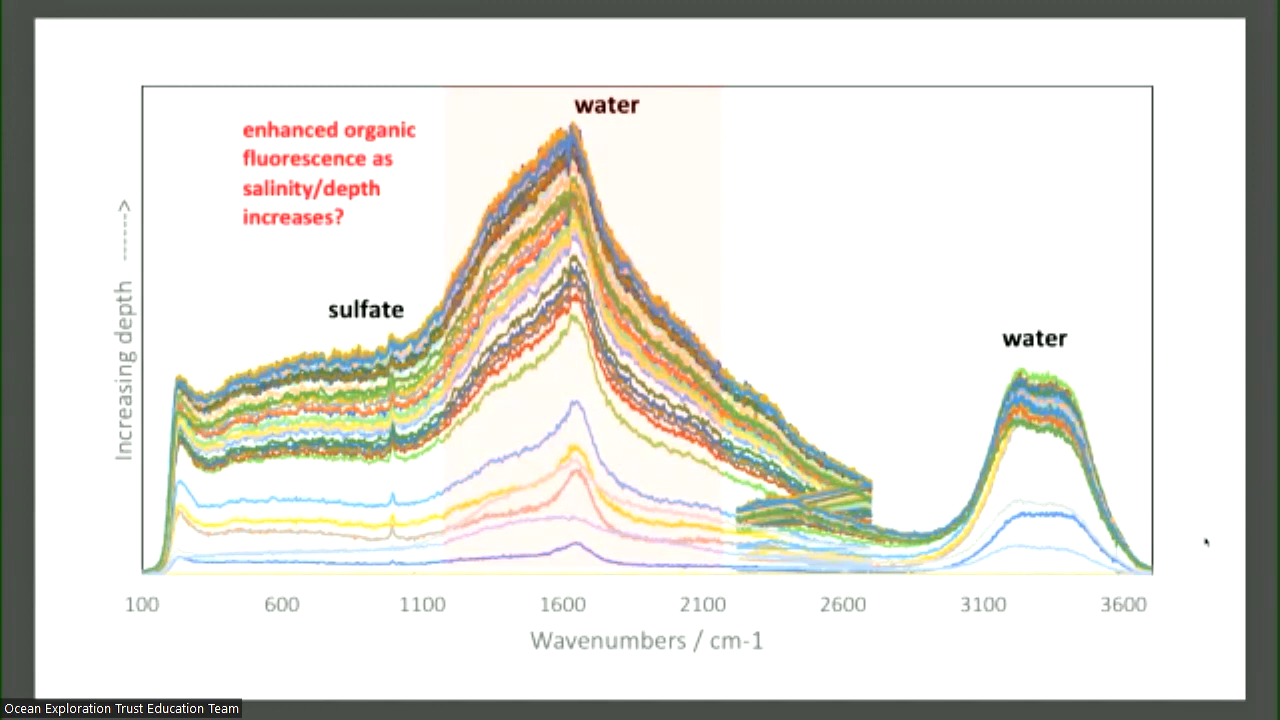 water
enhanced organic
fluorescence as
salinity/depth
increases?
sulfate
water
Increasing depth ------>
100 600 1100 1600 2100 2600 3100 3600
Wavenumbers / cm-1
Ocean Exploration Trust Education Team